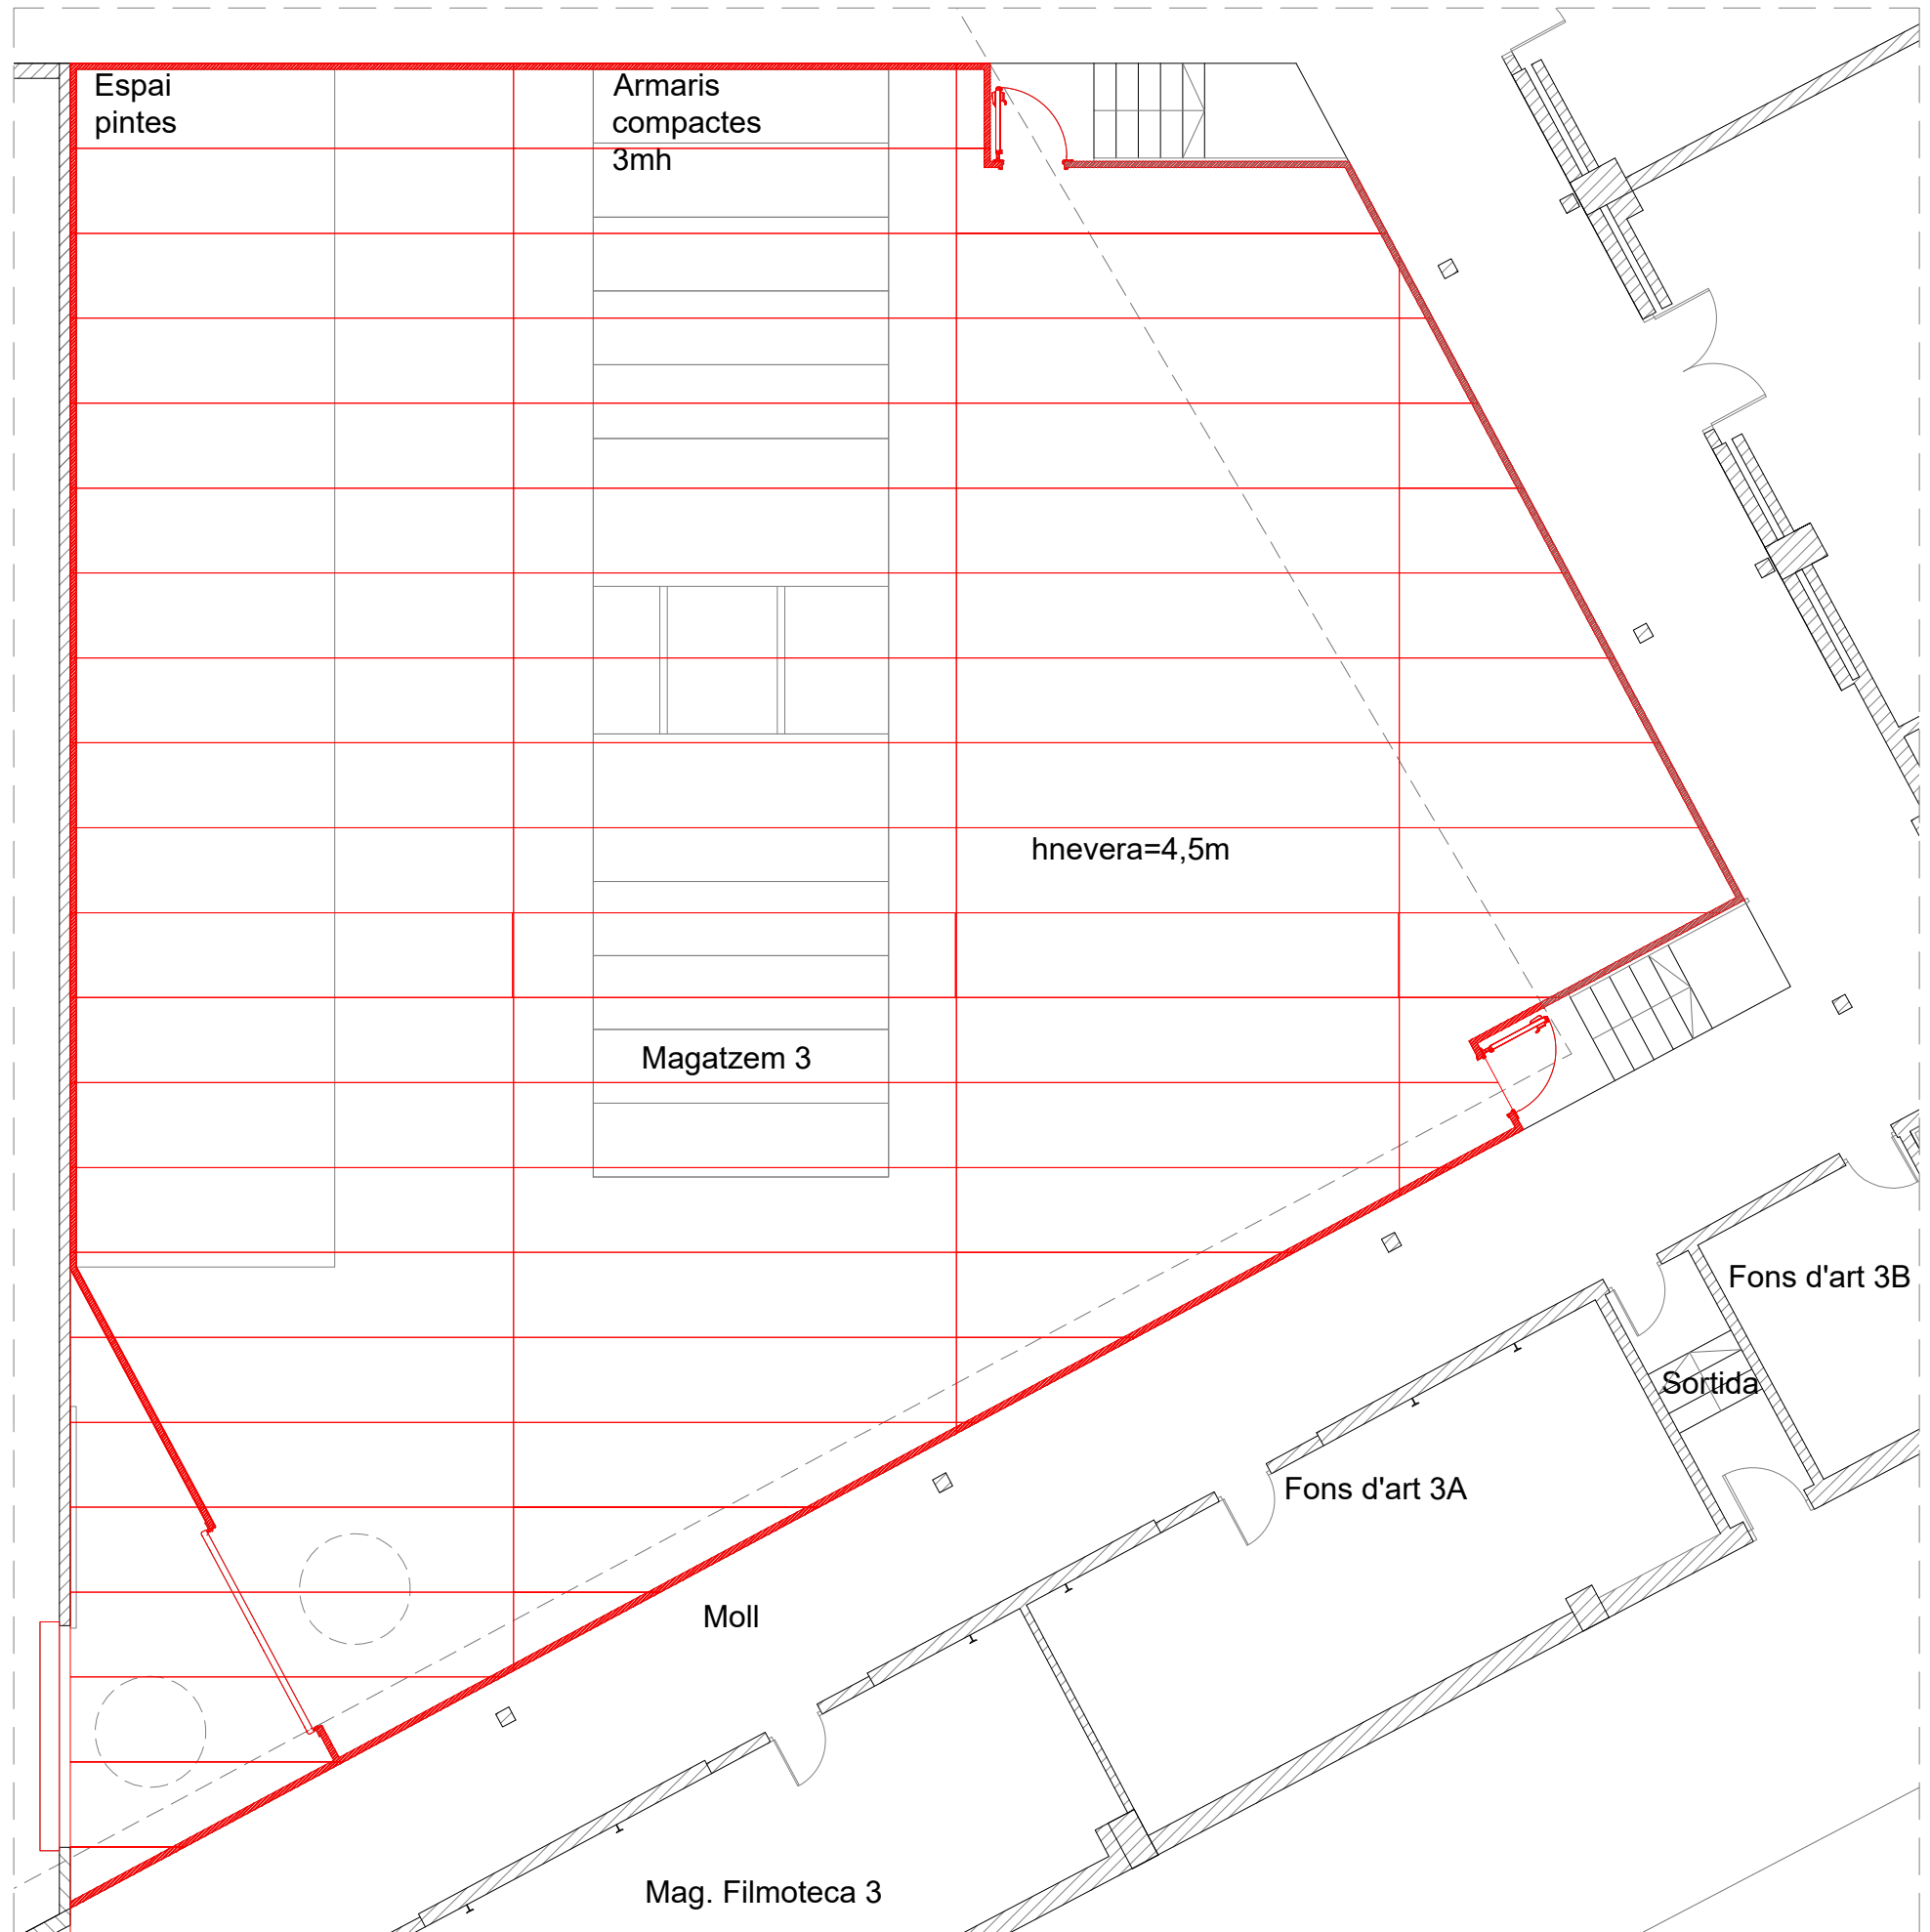 Espai
pintes
Armaris
compactes
3mh
hnevera=4,5m
Magatzem 3
Fons d'art 3B
Sortida
Fons d'art 3A
Moll
Mag. Filmoteca 3